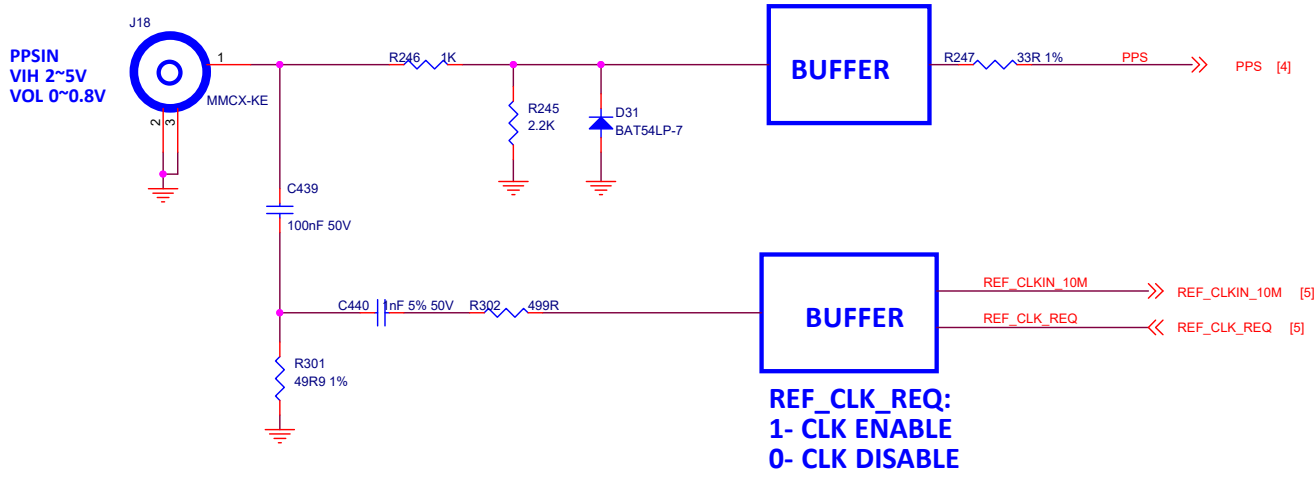 J18
PPSIN
VIH 2~5V
VOL 0~0.8V
1
MMCX-KE
2
3
R246 1K
R245
2.2K
D31
BAT54LP-7
BUFFER
R247 33R 1%
PPS
PPS [4]
C439
100nF 50V
C440 1nF 5% 50V
R302 499R
R301
49R9 1%
BUFFER
REF_CLKIN_10M
REF_CLKIN_10M [5]
REF_CLK_REQ
REF_CLK_REQ [5]
REF_CLK_REQ:
1- CLK ENABLE
0- CLK DISABLE